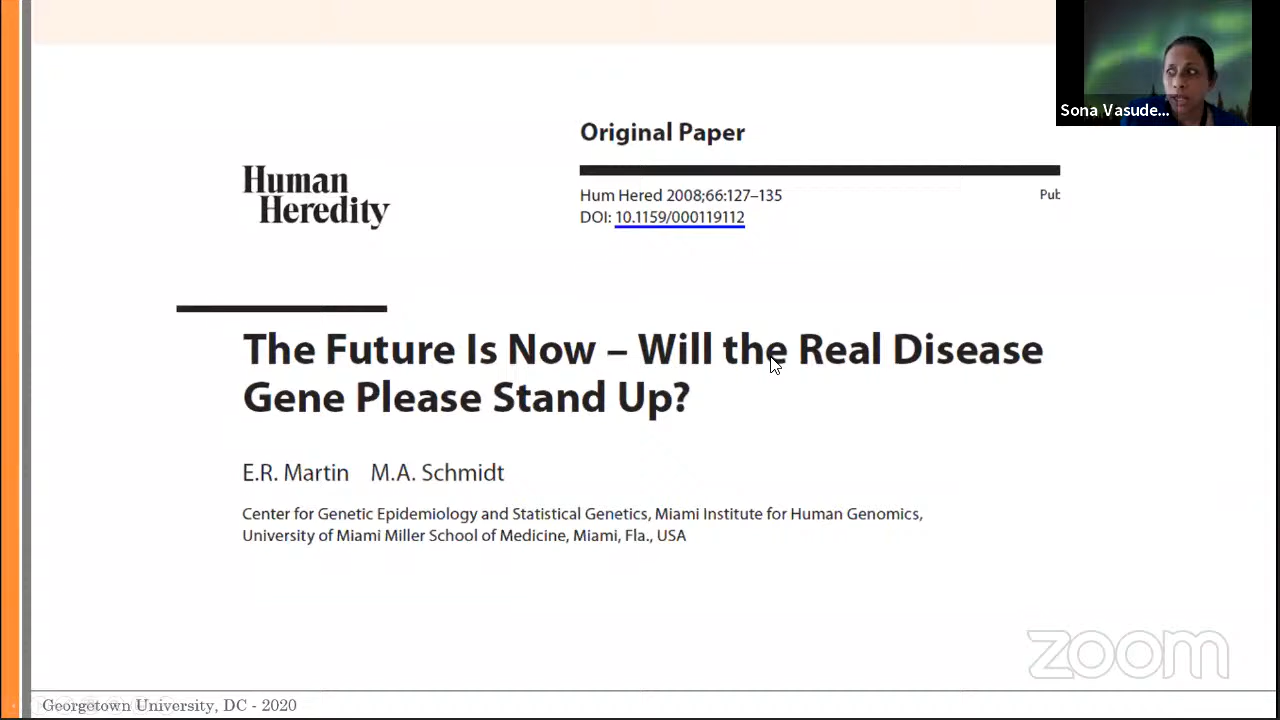 Sona Vasude...
Original Paper
Human
Heredity
Hum Hered 2008;66:127–135
Pub
DOI: 10.1159/000119112
The Future Is Now – Will the Real Disease
Gene Please Stand Up?
E.R. Martin M.A. Schmidt
Center for Genetic Epidemiology and Statistical Genetics, Miami Institute for Human Genomics,
University of Miami Miller School of Medicine, Miami, Fla., USA
zoom
Georgetown University, DC - 2020